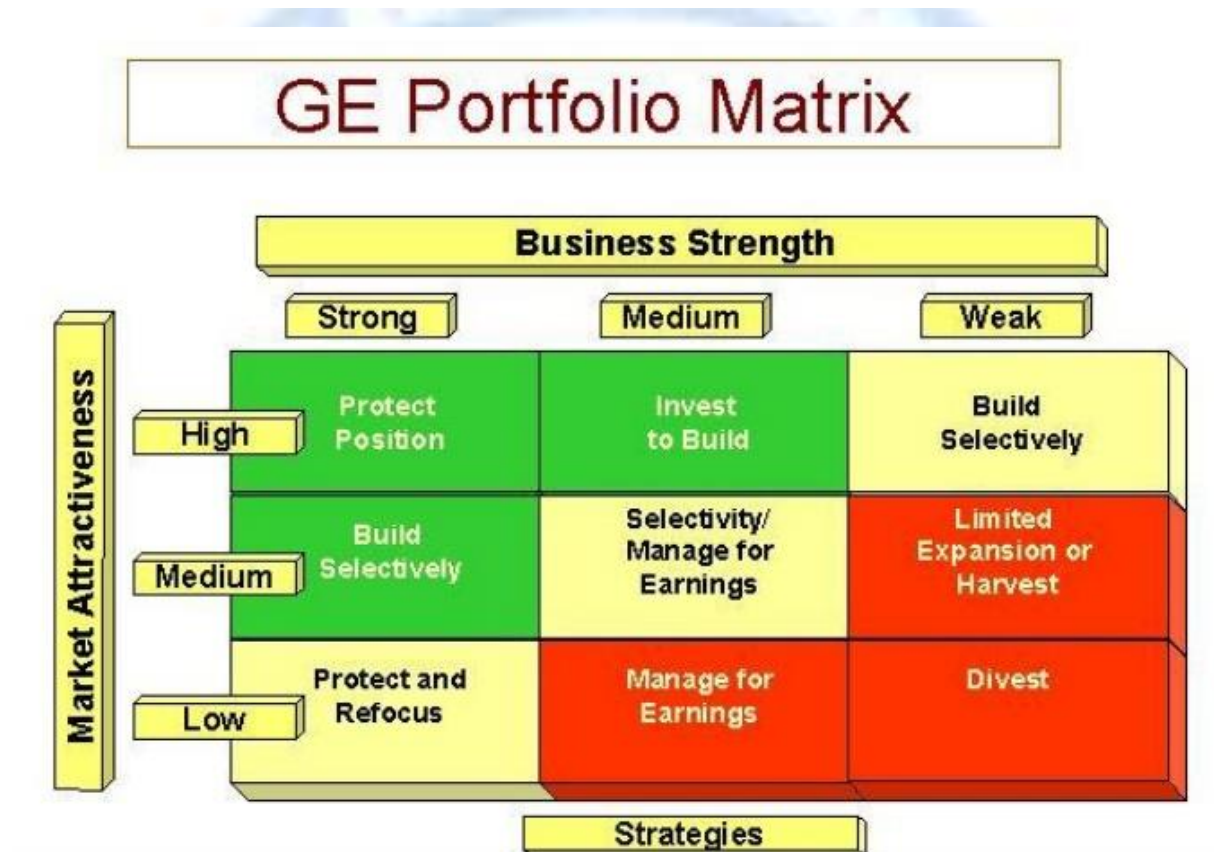 GE Portfolio Matrix
Business Strength
Strong
Medium
Weak
Market Attractiveness
High
Protect
Position
Invest
to Build
Build
Selectively
Medium
Build
Selectively
Selectivity/
Manage for
Earnings
Limited
Expansion or
Harvest
Low
Protect and
Refocus
Manage for
Earnings
Divest
Strategies